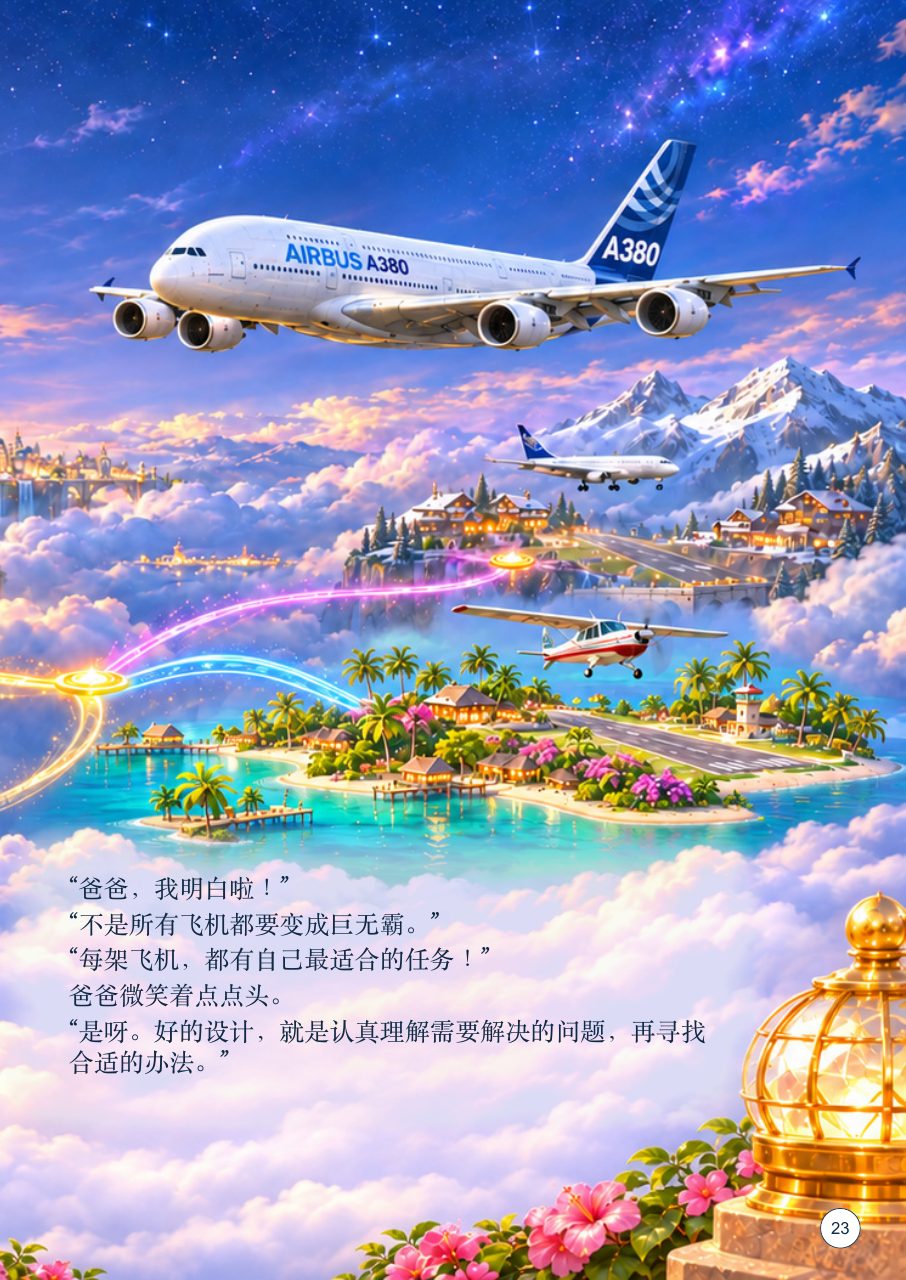 A380
AIRBUS A380
“爸爸，我明白啦！”
“不是所有飞机都要变成巨无霸。”
“每架飞机，都有自己最适合的任务！”
爸爸微笑着点点头。
“是呀。好的设计，就是认真理解需要解决的问题，再寻找
合适的办法。”
23